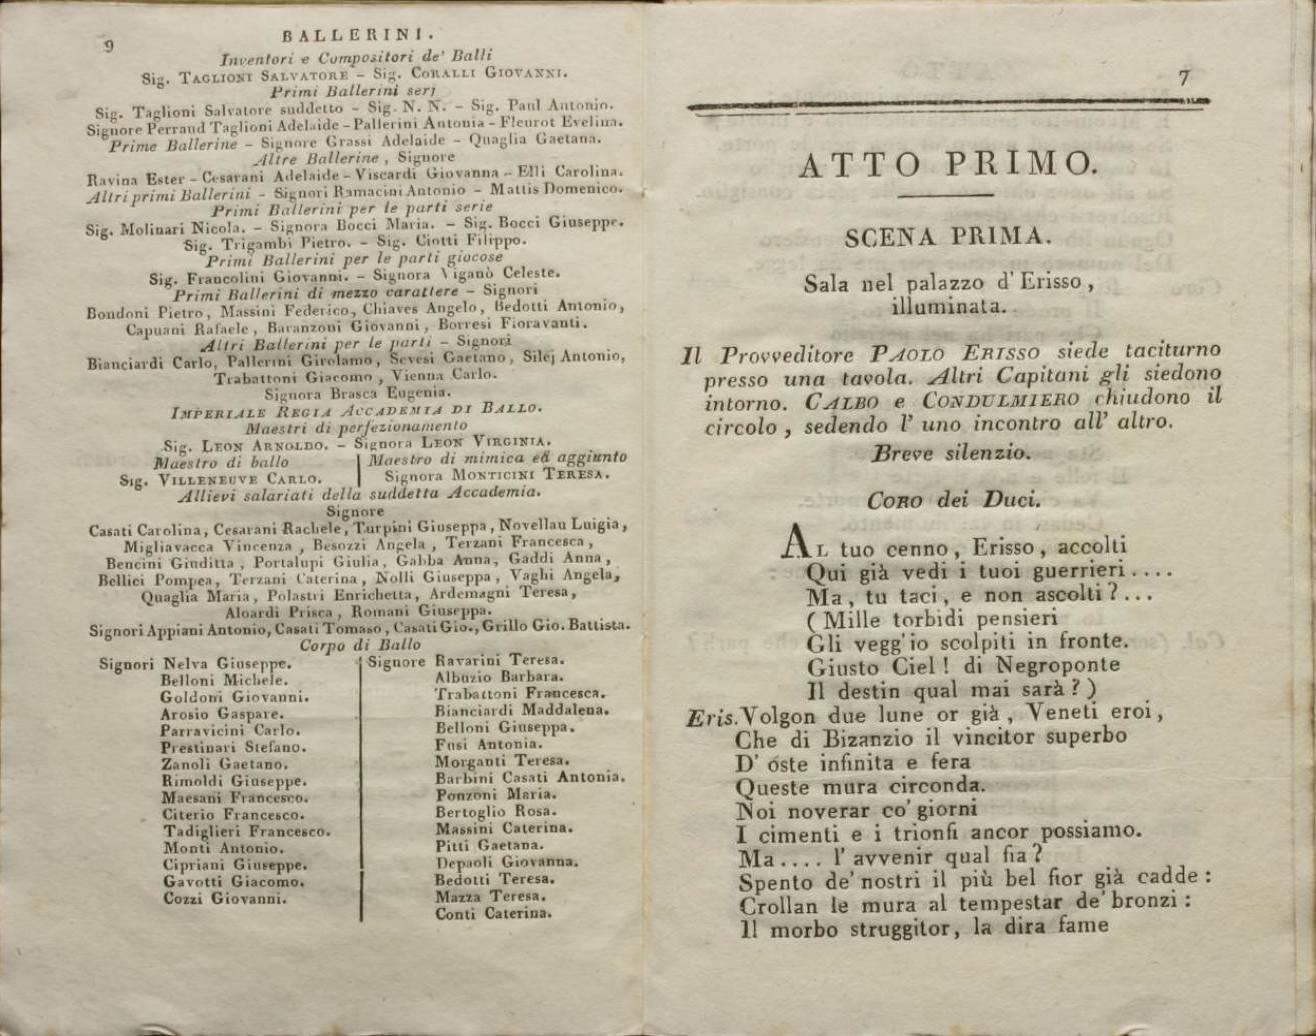 9
BALLERINI.
Inventori e Compositori de' Balli
Sig. TAGLIONI SALVATORE – Sig. CORALLI GIOVANNI.
Primi Ballerini serj
Sig. Taglioni Salvatore suddetto – Sig. N. N. – Sig. Paul Antonio.
Signore Perraud Taglioni Adelaide – Pallerini Antonia – Fleurot Evelina.
Prime Ballerine – Signore Grassi Adelaide – Quaglia Gaetana.
Altre Ballerine, Signore
Ravina Ester – Cesarani Adelaide – Viscardi Giovanna – Elli Carolina.
Altri primi Ballerini – Signori Ramacini Antonio – Mattis Domenico.
Primi Ballerini per le parti serie
Sig. Molinari Nicola. – Signora Bocci Maria. – Sig. Bocci Giuseppe.
Sig. Trigambi Pietro. – Sig. Ciotti Filippo.
Primi Ballerini per le parti giocose
Sig. Francolini Giovanni. – Signora Viganò Celeste.
Primi Ballerini di mezzo carattere – Signori
Bondoni Pietro, Massini Federico, Chiaves Angelo, Bedotti Antonio,
Capuani Rafaele, Baranzoni Giovanni, Borresi Fioravanti.
Altri Ballerini per le parti – Signori
Bianciardi Carlo, Pallerini Girolamo, Sevesi Gaetano, Silej Antonio,
Trabattoni Giacomo, Vienna Carlo.
Signora Brasca Eugenia.
IMPERIALE REGIA ACCADEMIA DI BALLO.
Maestri di perfezionamento
Sig. LEON ARNOLDO. – Signora LEON VIRGINIA.
Maestro di ballo
Sig. VILLENEUVE CARLO.
Maestro di mimica ed aggiunto
Signora MONTICINI TERESA.
Allievi salariati della suddetta Accademia.
Signore
Casati Carolina, Cesarani Rachele, Turpini Giuseppa, Novellau Luigia,
Migliavacca Vincenza, Besozzi Angela, Terzani Francesca,
Bencini Giuditta, Portalupi Giulia, Gabba Anna, Gaddi Anna,
Bellici Pompea, Terzani Caterina, Nolli Giuseppa, Vaghi Angela,
Quaglia Maria, Polastri Enrichetta, Ardemagni Teresa,
Aloardi Prisca, Romani Giuseppa.
Signori Appiani Antonio, Casati Tomaso, Casati Gio., Grillo Gio. Battista.
Corpo di Ballo
Signori Nelva Giuseppe.
Belloni Michele.
Goldoni Giovanni.
Arosio Gaspare.
Parravicini Carlo.
Prestinari Stefano.
Zanoli Gaetano.
Rimoldi Giuseppe.
Maesani Francesco.
Citerio Francesco.
Tadiglieri Francesco.
Monti Antonio.
Cipriani Giuseppe.
Gavotti Giacomo.
Cozzi Giovanni.
Signore Ravarini Teresa.
Albuzio Barbara.
Trabattoni Francesca.
Bianciardi Maddalena.
Belloni Giuseppa.
Fusi Antonia.
Morganti Teresa.
Barbini Casati Antonia.
Ponzoni Maria.
Bertoglio Rosa.
Massini Caterina.
Pitti Gaetana.
Depaoli Giovanna.
Bedotti Teresa.
Mazza Teresa.
Conti Caterina.
7
ATTO PRIMO.
SCENA PRIMA.
Sala nel palazzo d'Erisso,
illuminata.
Il Provveditore PAOLO ERISSO siede taciturno
presso una tavola. Altri Capitani gli siedono
intorno. CALBO e CONDULMIERO chiudono il
circolo, sedendo l'uno incontro all'altro.
Breve silenzio.
CORO dei Duci.
AL tuo cenno, Erisso, accolti
Qui già vedi i tuoi guerrieri....
Ma, tu taci, e non ascolti?...
(Mille torbidi pensieri
Gli vegg'io scolpiti in fronte.
Giusto Ciel! di Negroponte
Il destin qual mai sarà?)
Eris. Volgon due lune or già, Veneti eroi,
Che di Bizanzio il vincitor superbo
D'oste infinita e fera
Queste mura circonda.
Noi noverar co'giorni
I cimenti e i trionfi ancor possiamo.
Ma.... l'avvenir qual fia?
Spento de'nostri il più bel fior già cadde:
Crollan le mura al tempestar de'bronzi:
Il morbo struggitor, la dira fame